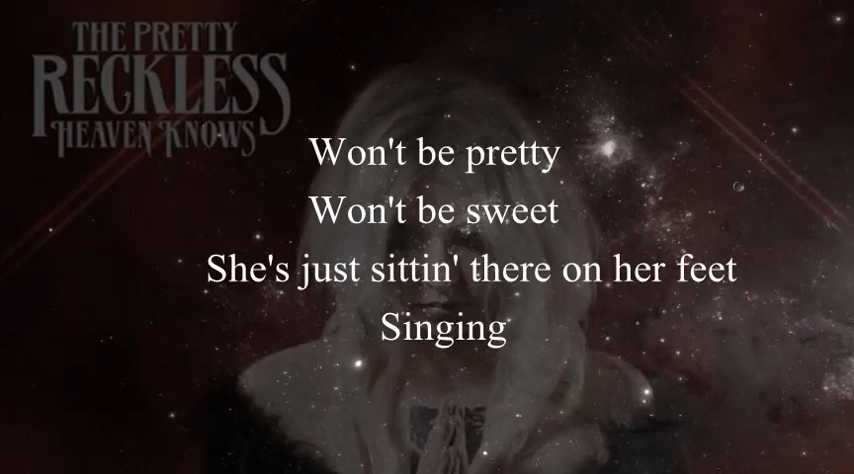 THE PRETTY
RECKLESS
HEAVEN KNOWS
Won't be pretty
Won't be sweet
She's just sittin' there on her feet
Singing